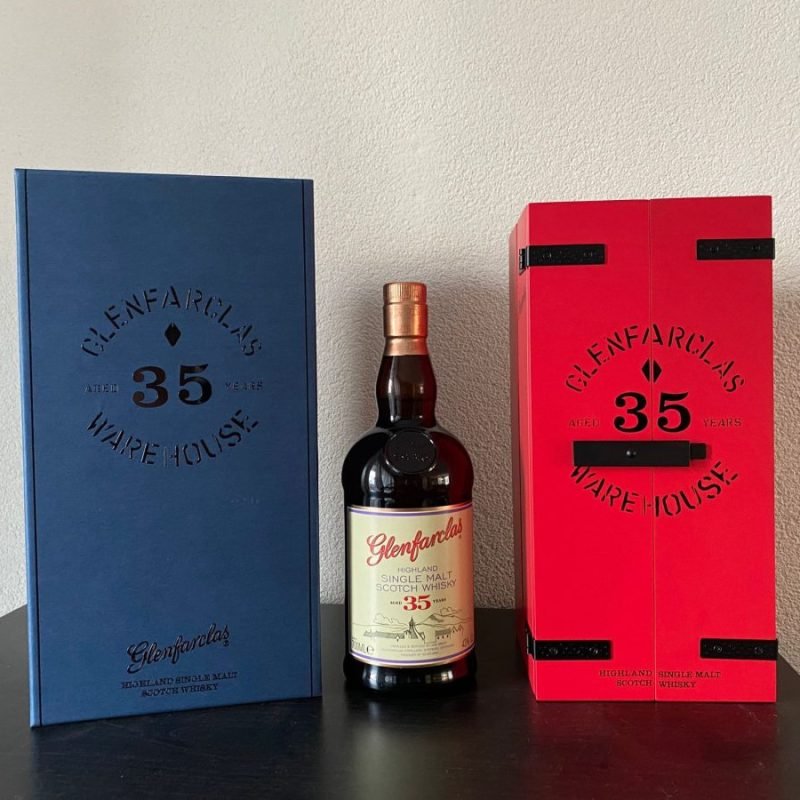 GLENFARCLAS
AGED 35 YEARS
WAREHOUSE
Glenfarclas
HIGHLAND SINGLE MALT
SCOTCH WHISKY
Glenfarclas
HIGHLAND
SINGLE MALT
SCOTCH WHISKY
AGED 35 YEARS
GLENFARCLAS
AGED 35 YEARS
WAREHOUSE
HIGHLAND SINGLE MALT
SCOTCH WHISKY